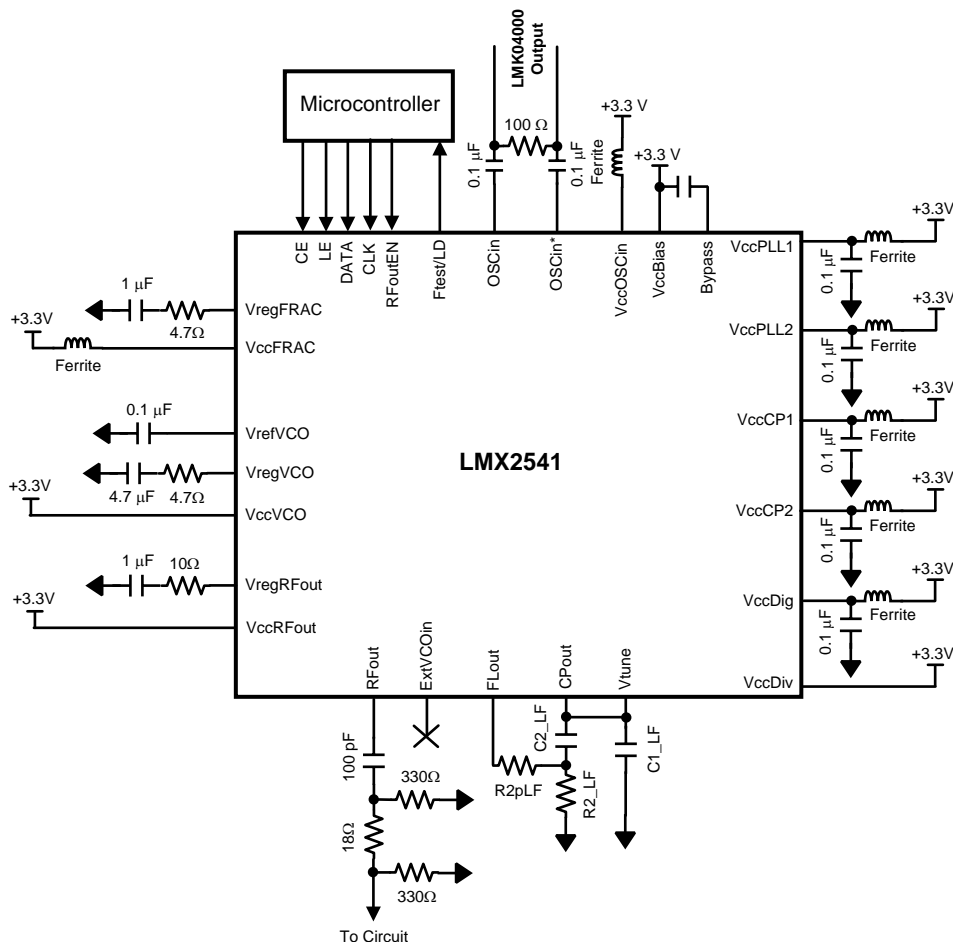 LMK04000
Output
Microcontroller
100 Ω
0.1 µF
0.1 µF
+3.3 V
Ferrite
+3.3 V
CE
LE
DATA
CLK
RFoutEN
Ftest/LD
OSCin
OSCin*
VccOSCin
VccBias
Bypass
1 µF
4.7Ω
VregFRAC
+3.3V
Ferrite
VccFRAC
0.1 µF
VrefVCO
4.7 µF
4.7Ω
VregVCO
+3.3V
VccVCO
1 µF
10Ω
VregRFout
+3.3V
VccRFout
LMX2541
VccPLL1
0.1 µF
Ferrite
+3.3V
VccPLL2
0.1 µF
Ferrite
+3.3V
VccCP1
0.1 µF
Ferrite
+3.3V
VccCP2
0.1 µF
Ferrite
+3.3V
VccDig
0.1 µF
Ferrite
+3.3V
VccDiv
+3.3V
RFout
ExtVCOin
FLout
CPout
Vtune
100 pF
330Ω
18Ω
330Ω
To Circuit
R2pLF
C2_LF
R2_LF
C1_LF